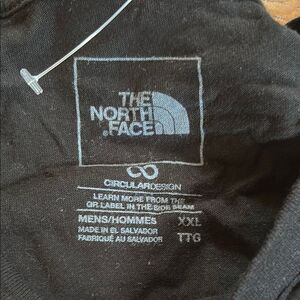 THE
NORTH
FACE
CIRCULARDESIGN
LEARN MORE FROM THE
QR LABEL IN THE SIDE SEAM
MENS/HOMMES XXL
MADE IN EL SALVADOR
FABRIQUÉ AU SALVADOR TTG